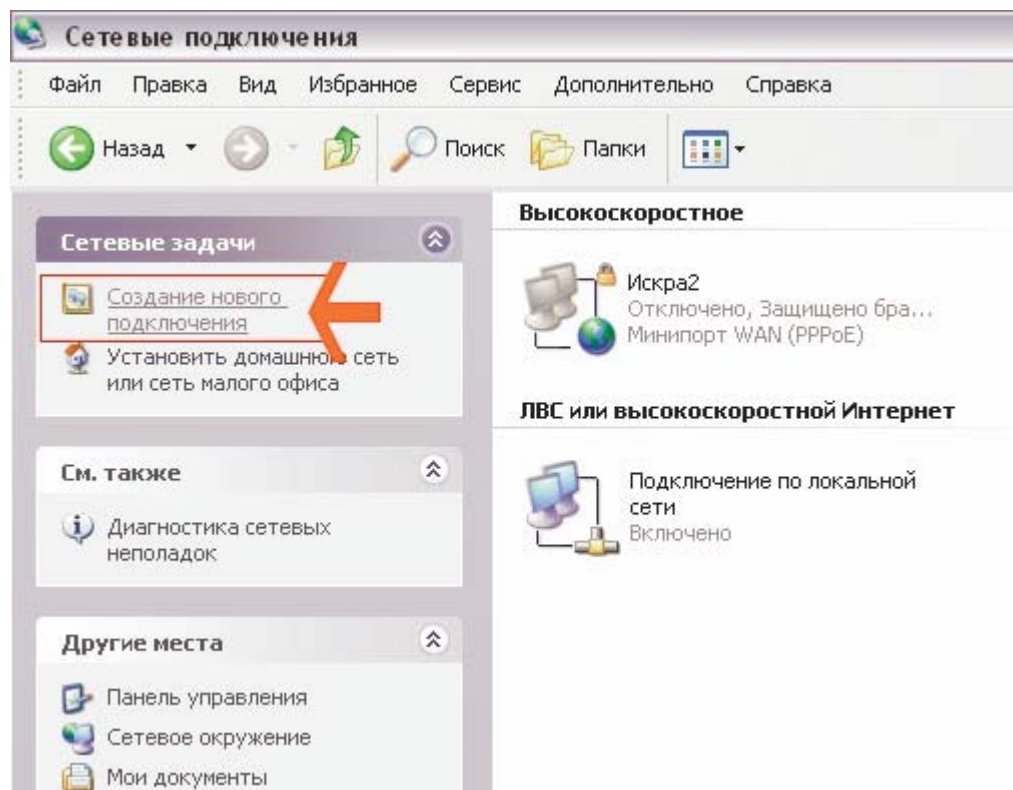 Сетевые подключения
Файл Правка Вид Избранное Сервис Дополнительно Справка
Назад Поиск Папки
Сетевые задачи
Создание нового
подключения
Установить домашнюю сеть
или сеть малого офиса
См. также
Диагностика сетевых
неполадок
Другие места
Панель управления
Сетевое окружение
Мои документы
Высокоскоростное
Искра2
Отключено, Защищено бра...
Минипорт WAN (PPPoE)
ЛВС или высокоскоростной Интернет
Подключение по локальной
сети
Включено